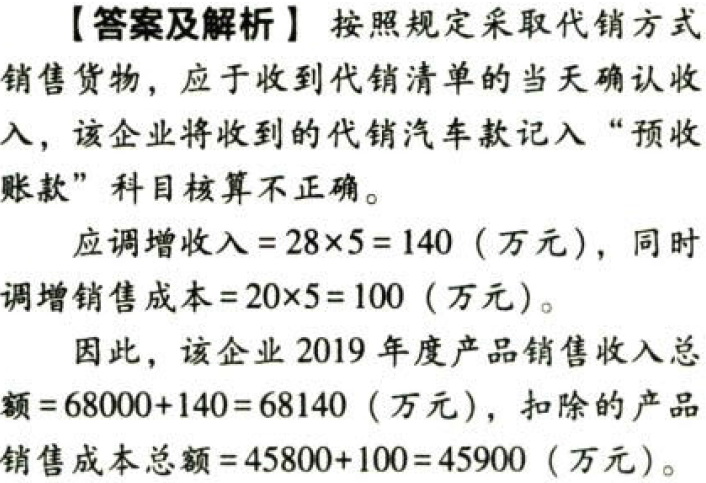 【答案及解析】 按照规定采取代销方式
销售货物，应于收到代销清单的当天确认收
入，该企业将收到的代销汽车款记入“预收
账款”科目核算不正确。
应调增收入=28×5=140（万元），同时
调增销售成本=20×5=100（万元）。
因此，该企业 2019 年度产品销售收入总
额=68000+140=68140（万元），扣除的产品
销售成本总额=45800+100=45900（万元）。